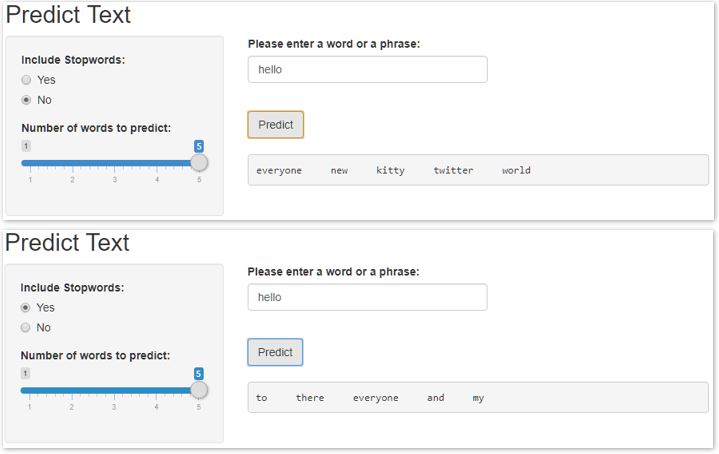 Predict Text
Include Stopwords:
Yes
No
Number of words to predict:
1 5
1 2 3 4 5
Please enter a word or a phrase:
hello
Predict
everyone new kitty twitter world
Predict Text
Include Stopwords:
Yes
No
Number of words to predict:
1 5
1 2 3 4 5
Please enter a word or a phrase:
hello
Predict
to there everyone and my